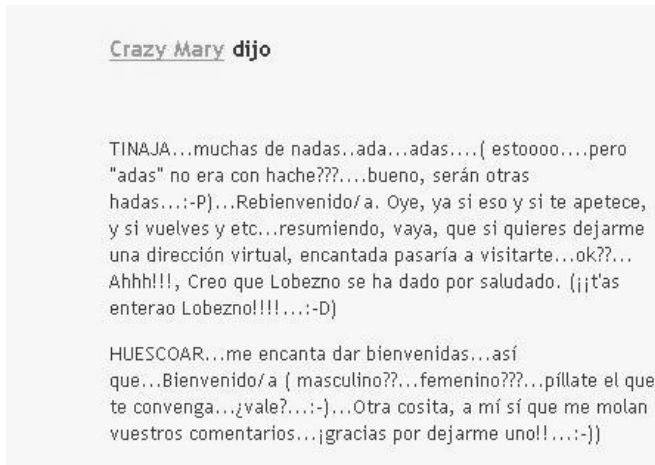 Crazy Mary dijo
TINAJA...muchas de nadas..ada...adas....( estoooo....pero
"adas" no era con hache???....bueno, serán otras
hadas...:-P)...Rebienvenido/a. Oye, ya si eso y si te apetece,
y si vuelves y etc...resumiendo, vaya, que si quieres dejarme
una dirección virtual, encantada pasaría a visitarte...ok??...
Ahhh!!!, Creo que Lobezno se ha dado por saludado. (¡¡t'as
enterao Lobezno!!!!...:-D)
HUESCOAR...me encanta dar bienvenidas...así
que...Bienvenido/a ( masculino??...femenino???...píllate el que
te convenga...¿vale?...:-)...Otra cosita, a mí sí que me molan
vuestros comentarios...¡gracias por dejarme uno!!...:-))